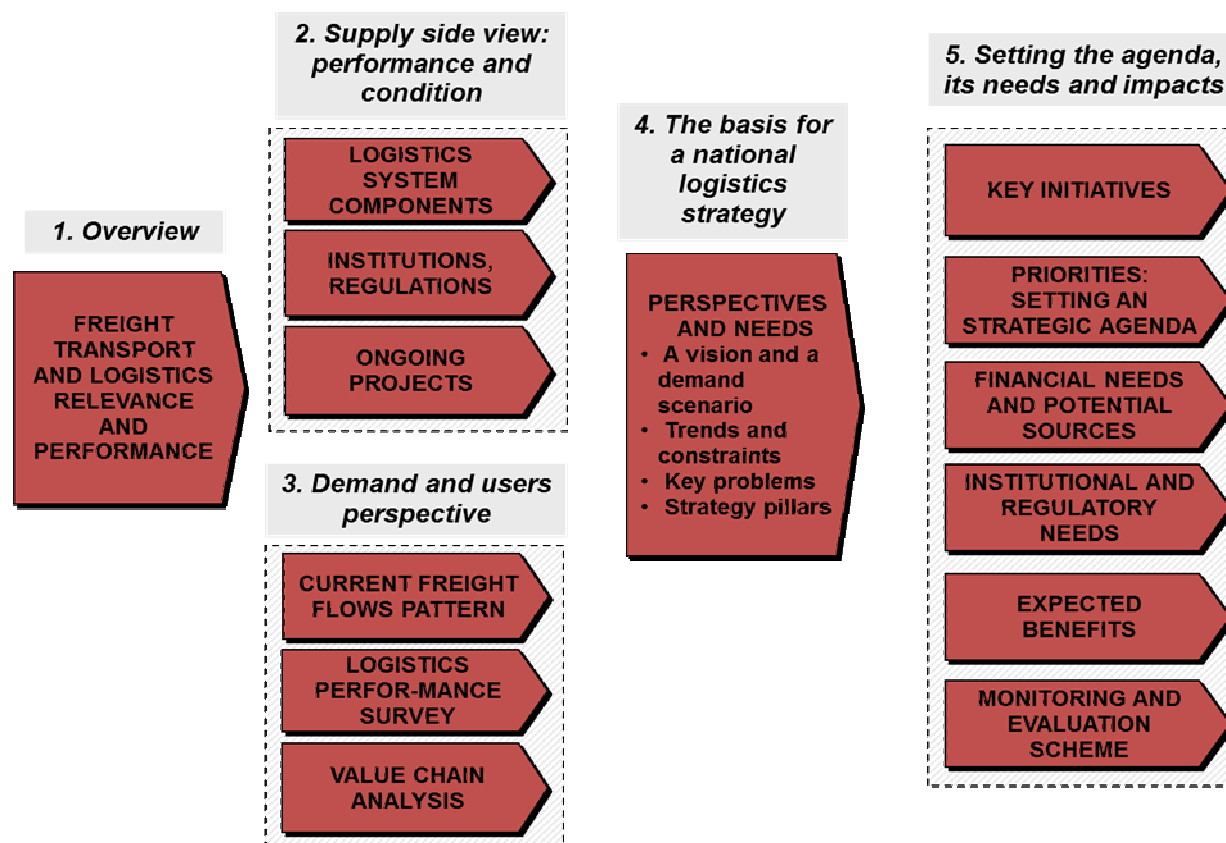 1. Overview
FREIGHT
TRANSPORT
AND LOGISTICS
RELEVANCE
AND
PERFORMANCE
2. Supply side view:
performance and
condition
LOGISTICS
SYSTEM
COMPONENTS
INSTITUTIONS,
REGULATIONS
ONGOING
PROJECTS
3. Demand and users
perspective
CURRENT FREIGHT
FLOWS PATTERN
LOGISTICS
PERFOR-MANCE
SURVEY
VALUE CHAIN
ANALYSIS
4. The basis for
a national
logistics
strategy
PERSPECTIVES
AND NEEDS
• A vision and a
demand
scenario
• Trends and
constraints
• Key problems
• Strategy pillars
5. Setting the agenda,
its needs and impacts
KEY INITIATIVES
PRIORITIES:
SETTING AN
STRATEGIC AGENDA
FINANCIAL NEEDS
AND POTENTIAL
SOURCES
INSTITUTIONAL AND
REGULATORY
NEEDS
EXPECTED
BENEFITS
MONITORING AND
EVALUATION
SCHEME